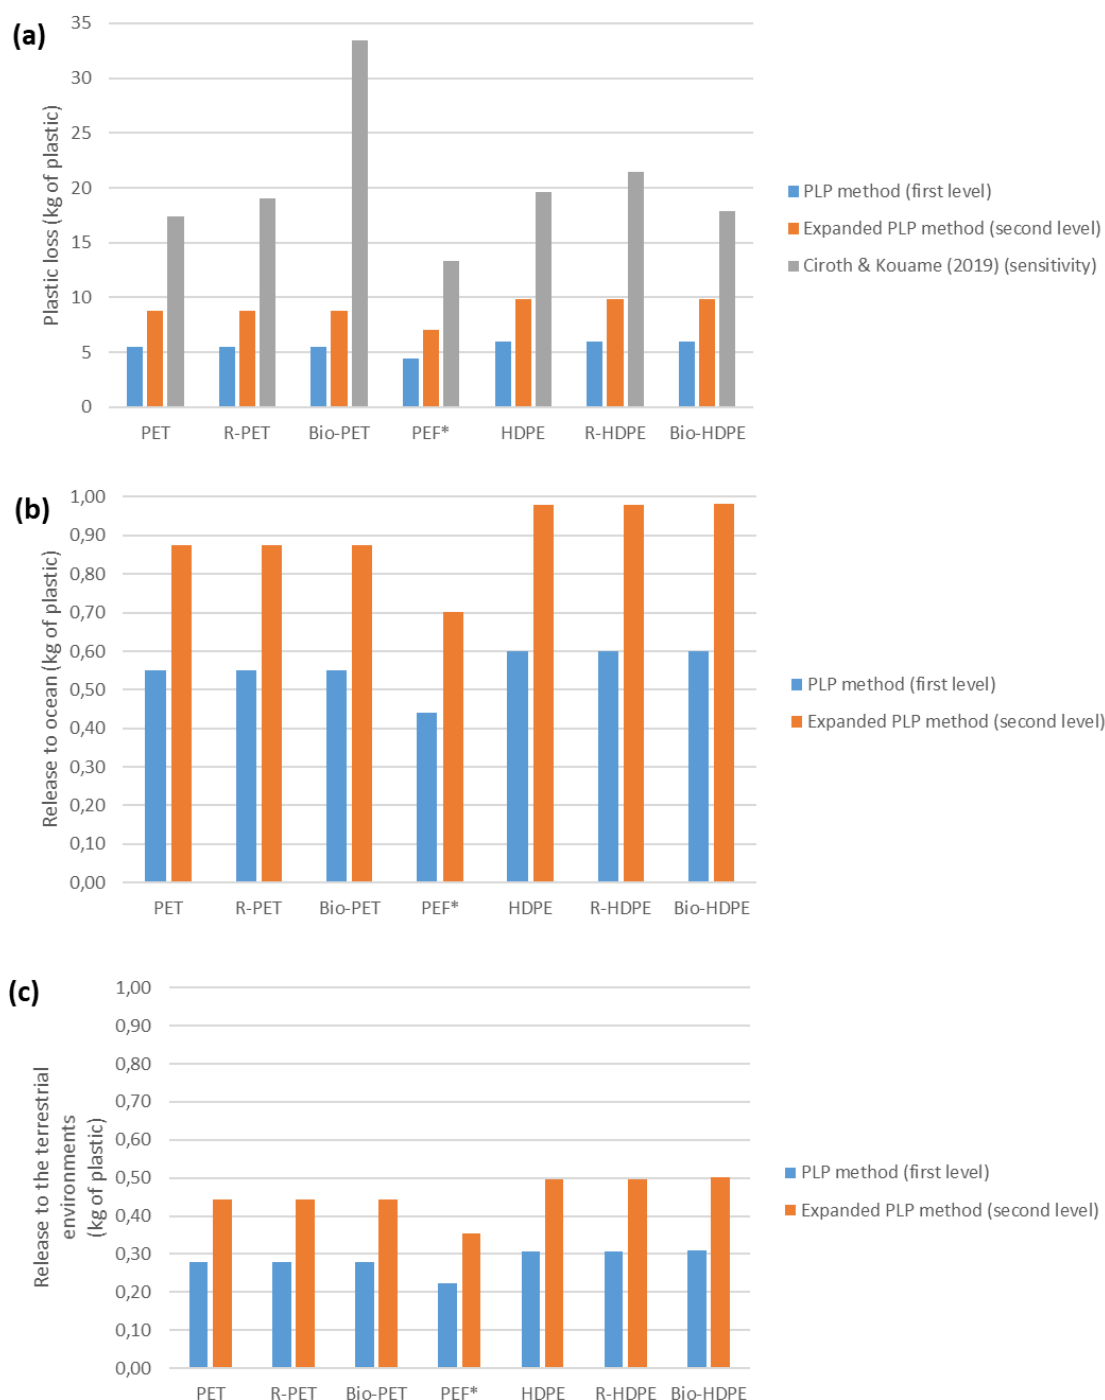 (a)
Plastic loss (kg of plastic)
35
30
25
20
15
10
5
0
PET R-PET Bio-PET PEF* HDPE R-HDPE Bio-HDPE
PLP method (first level)
Expanded PLP method (second level)
Ciroth & Kouame (2019) (sensitivity)
(b)
Release to ocean (kg of plastic)
1,00
0,90
0,80
0,70
0,60
0,50
0,40
0,30
0,20
0,10
0,00
PET R-PET Bio-PET PEF* HDPE R-HDPE Bio-HDPE
PLP method (first level)
Expanded PLP method (second level)
(c)
Release to the terrestrial
environments
(kg of plastic)
1,00
0,90
0,80
0,70
0,60
0,50
0,40
0,30
0,20
0,10
0,00
PET R-PET Bio-PET PEF* HDPE R-HDPE Bio-HDPE
PLP method (first level)
Expanded PLP method (second level)